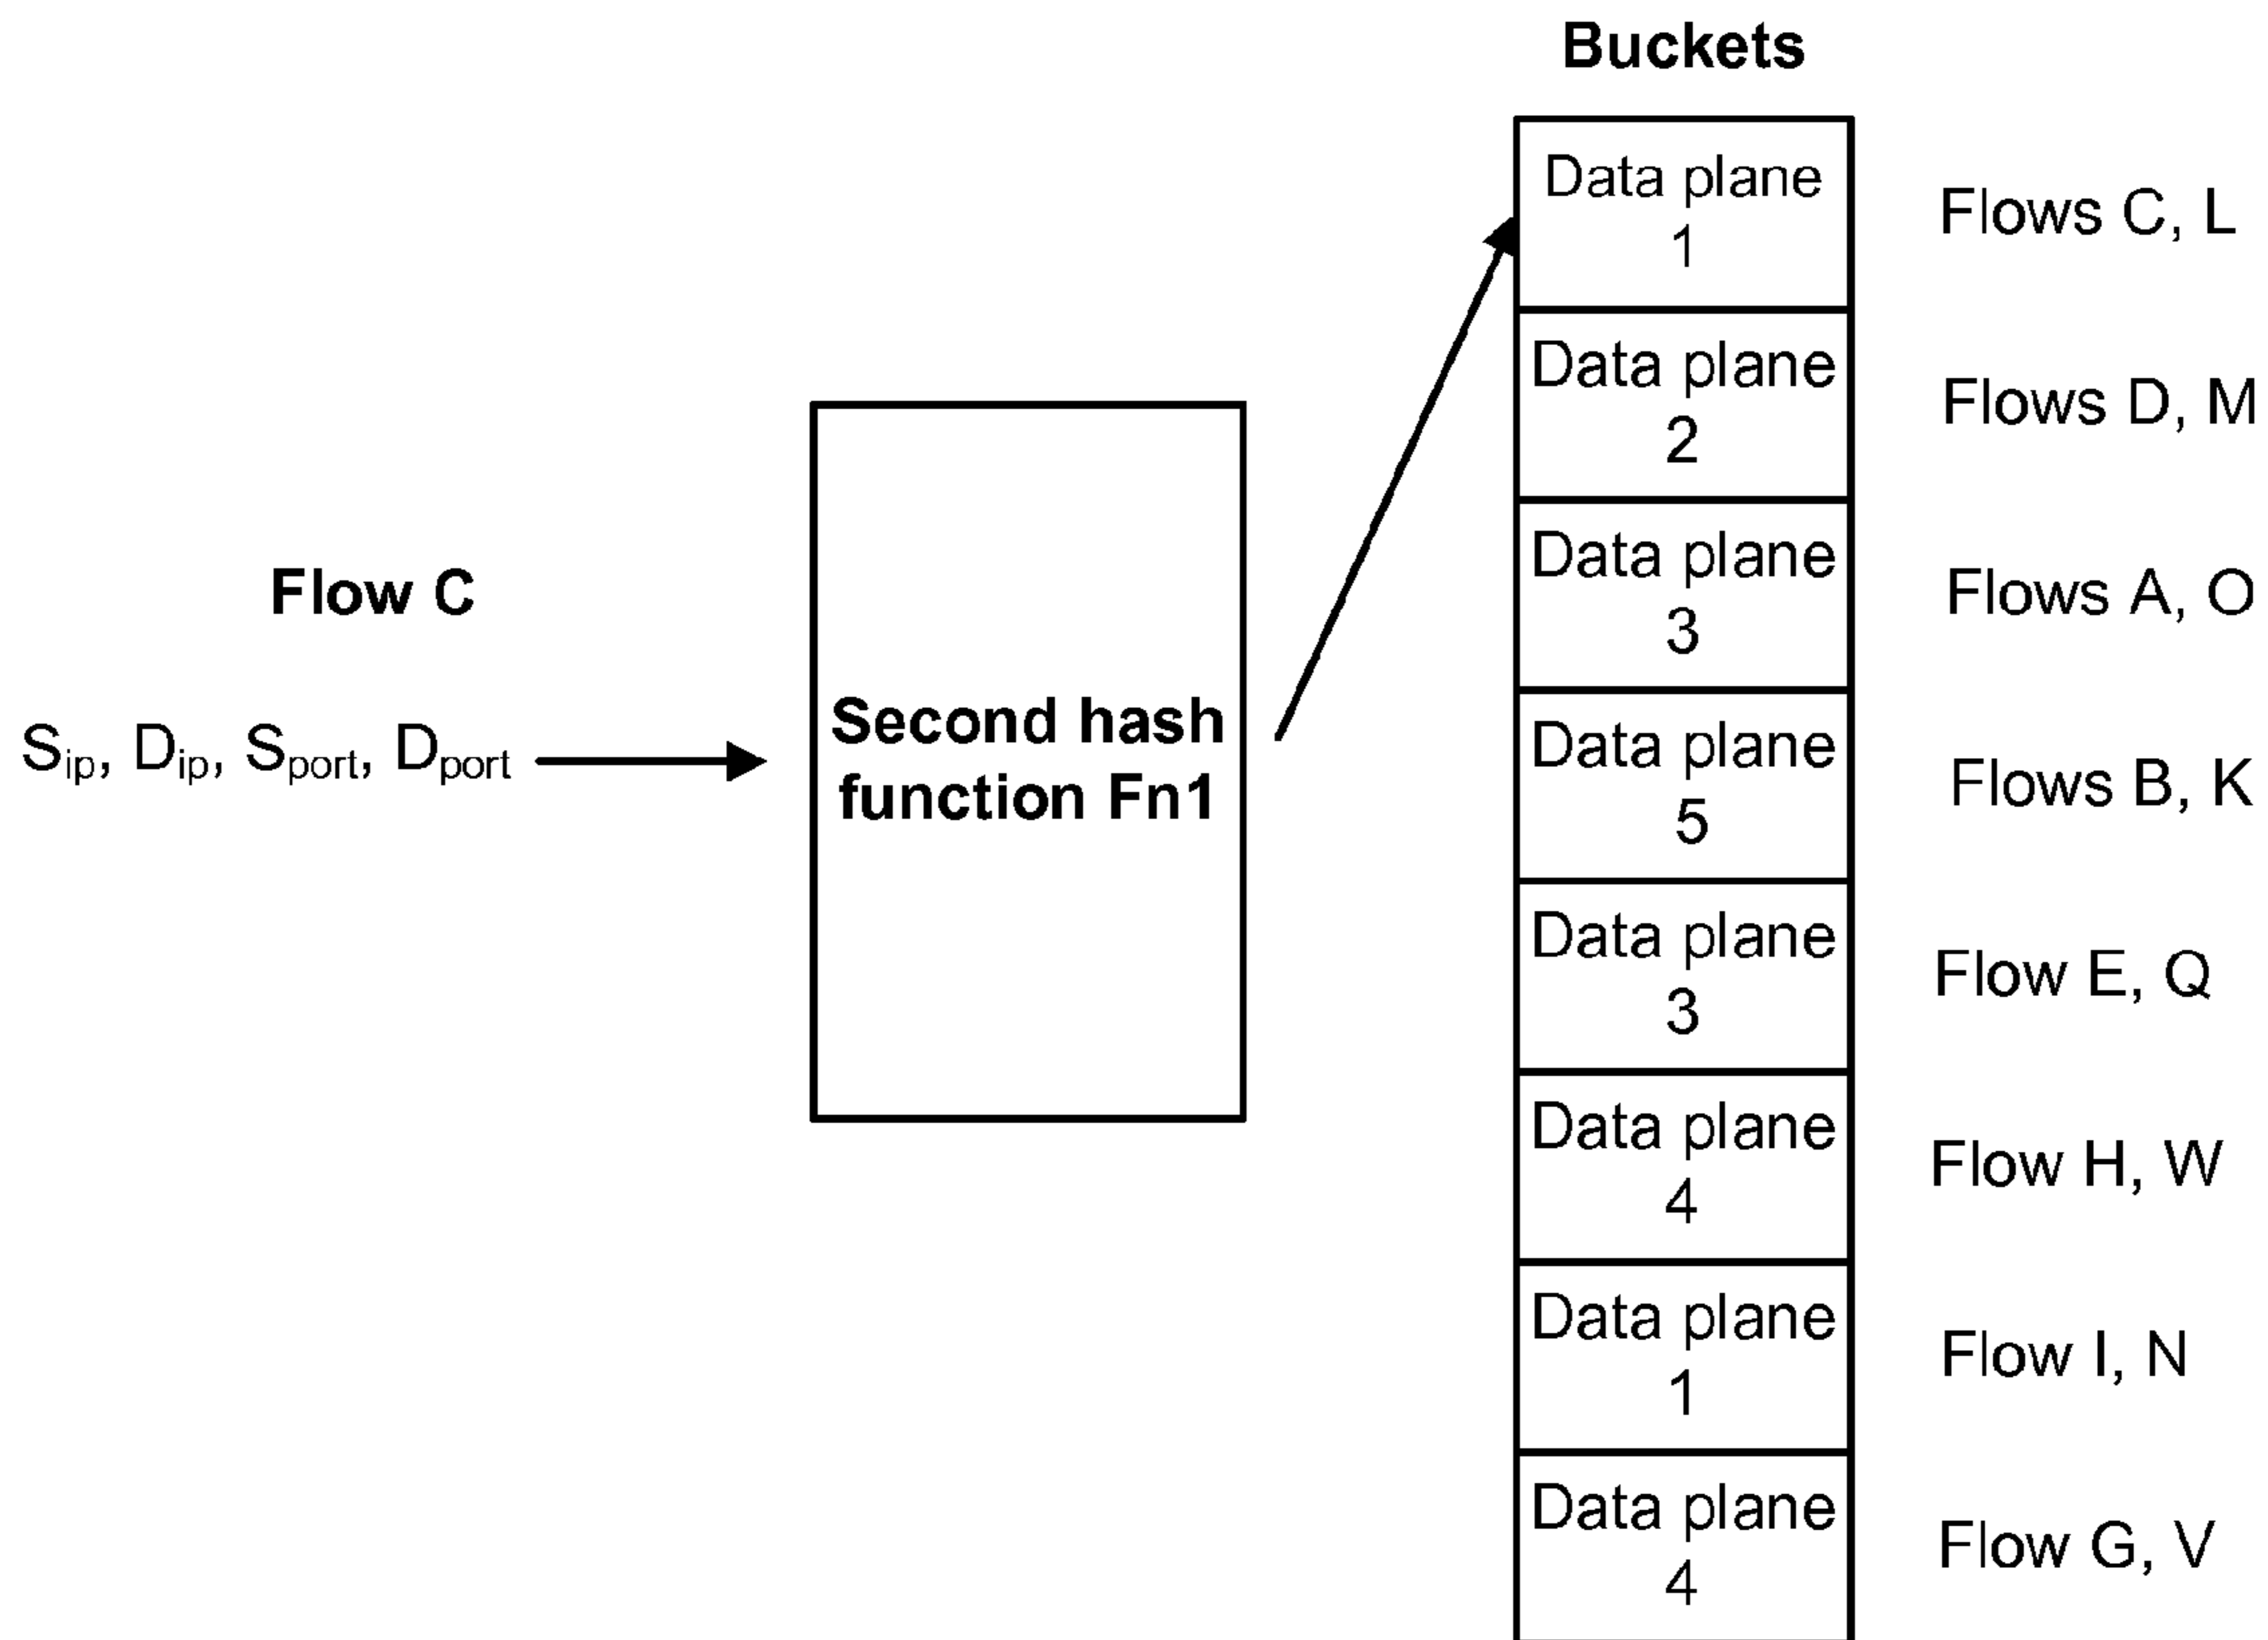 Buckets
Data plane
1
Flows C, L
Data plane
2
Flows D, M
Data plane
3
Flows A, O
Data plane
5
Flows B, K
Data plane
3
Flow E, Q
Data plane
4
Flow H, W
Data plane
1
Flow I, N
Data plane
4
Flow G, V
Flow C
Sip, Dip, Sport, Dport
Second hash
function Fn1